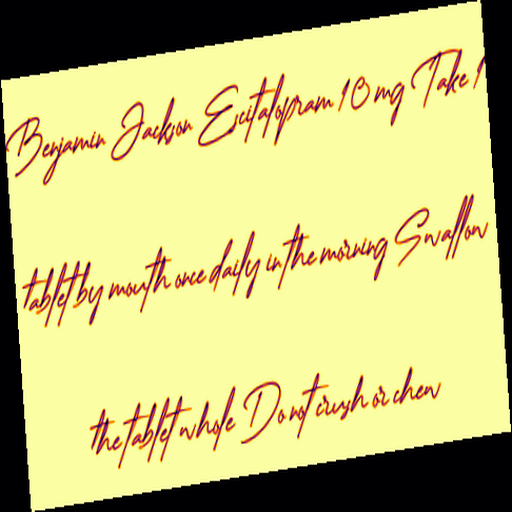 Benjamin Jackson Escitalopram 10 mg Take 1
tablet by mouth once daily in the morning Swallow
the tablet whole Do not crush or chew